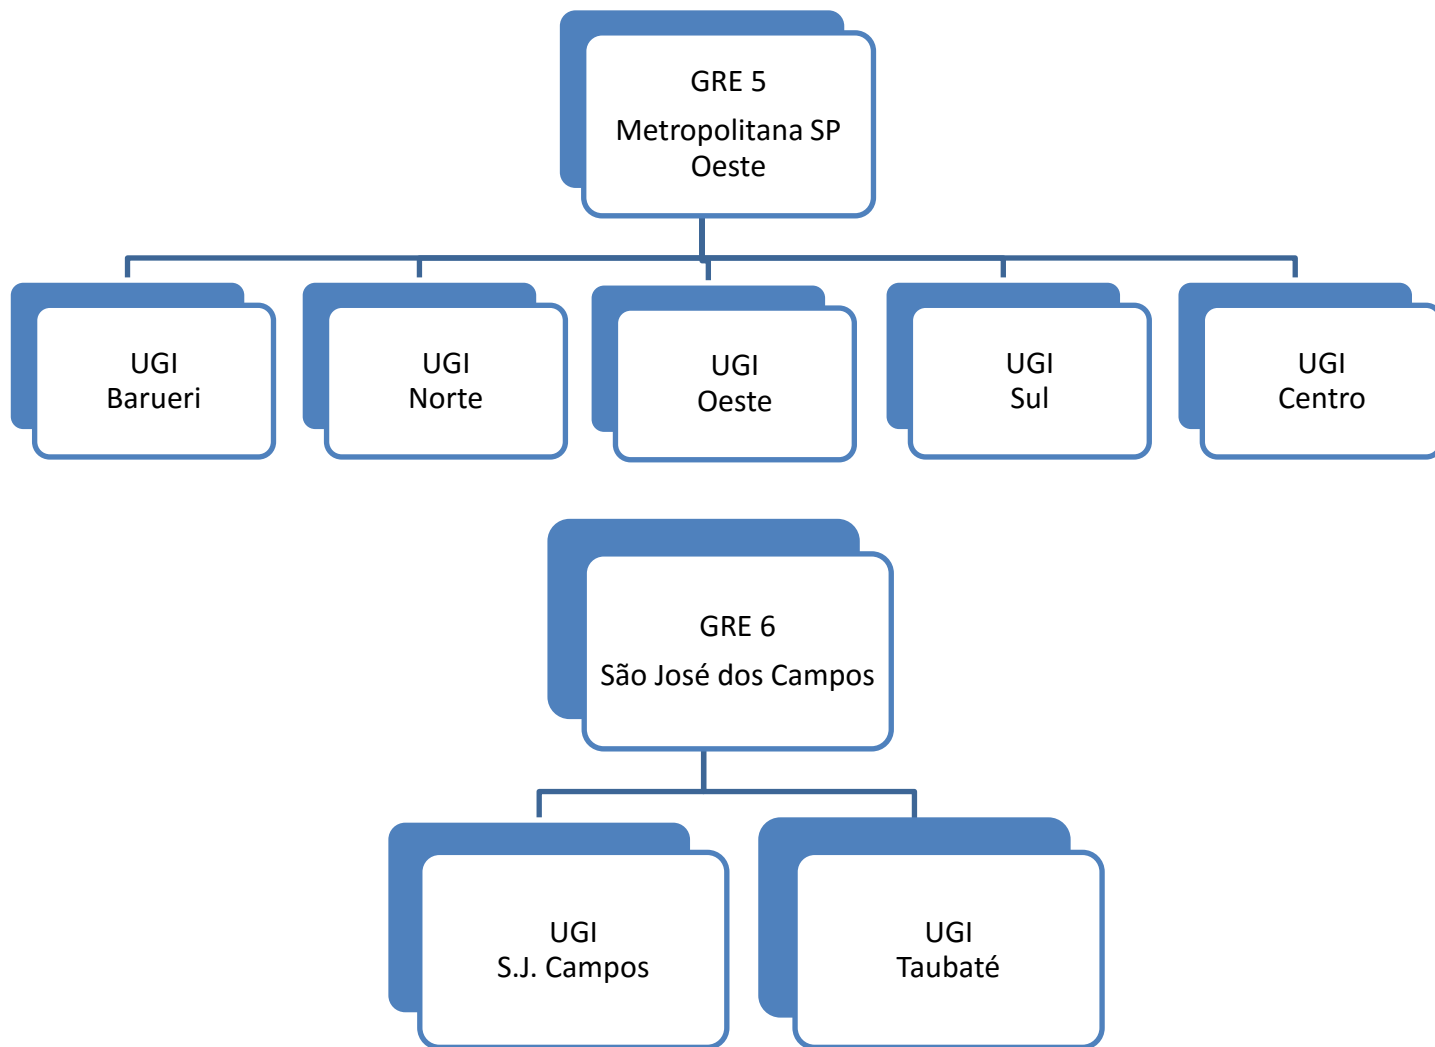 GRE 5
Metropolitana SP
Oeste
UGI
Barueri
UGI
Norte
UGI
Oeste
UGI
Sul
UGI
Centro
GRE 6
São José dos Campos
UGI
S.J. Campos
UGI
Taubaté